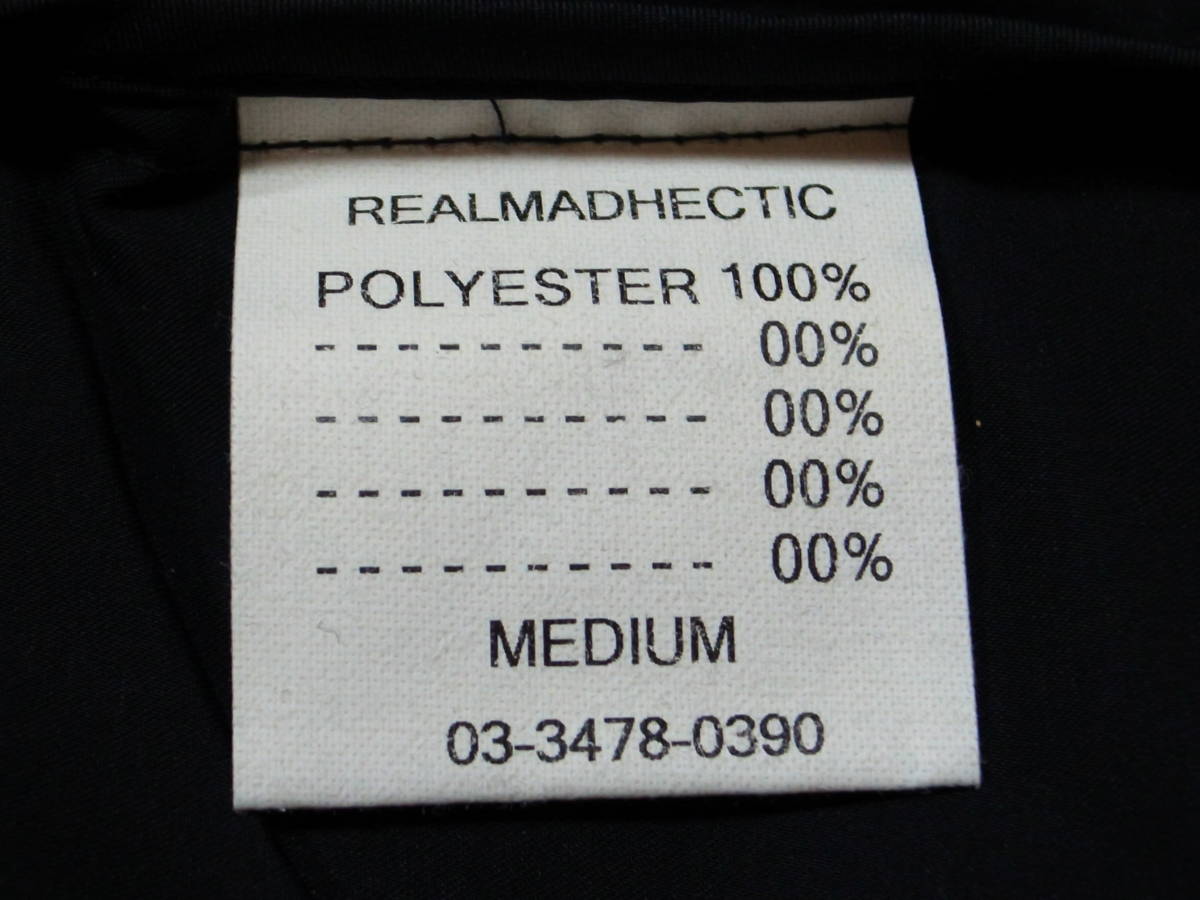 REALMADHECTIC
POLYESTER 100%
---------- 00%
---------- 00%
---------- 00%
---------- 00%
MEDIUM
03-3478-0390